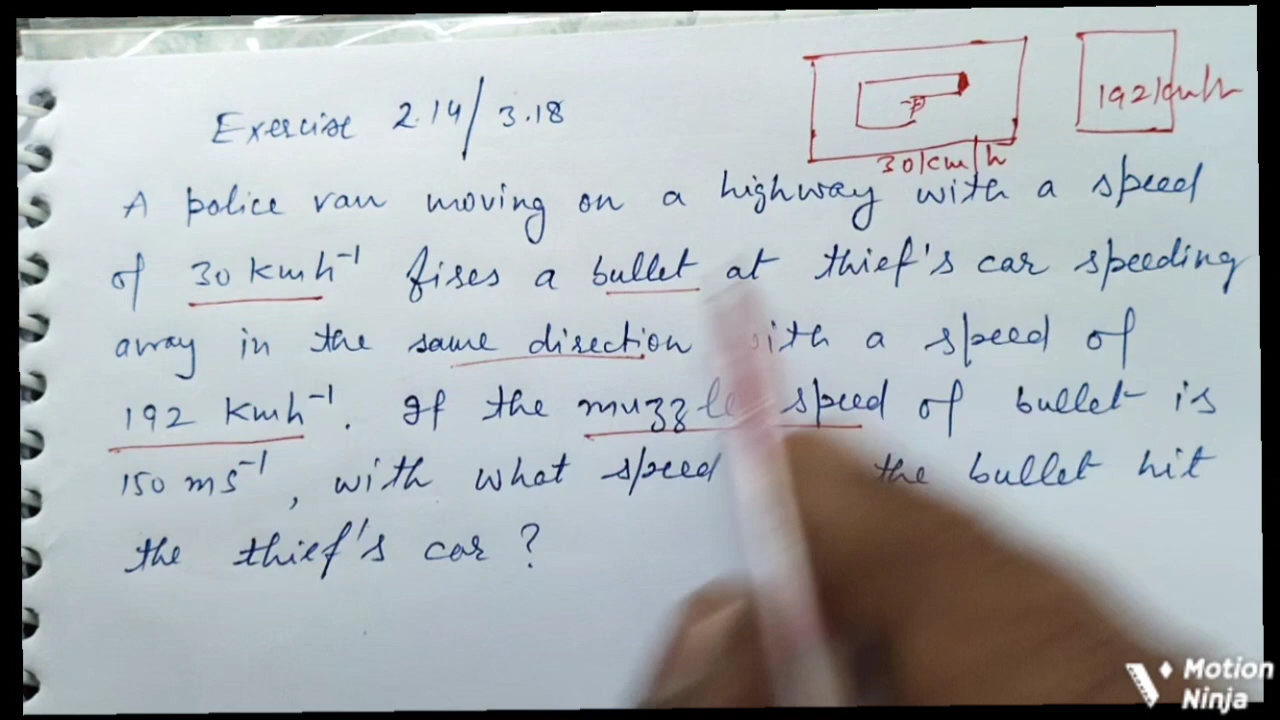 Exercise 2.14/3.18
192 km/h
30 km/h
A police van moving on a highway with a speed
of 30 Kmh⁻¹ fires a bullet at thief's car speeding
away in the same direction with a speed of
192 Kmh⁻¹. If the muzzle speed of bullet is
150 ms⁻¹, with what speed the bullet hit
the thief's car?
Motion
Ninja